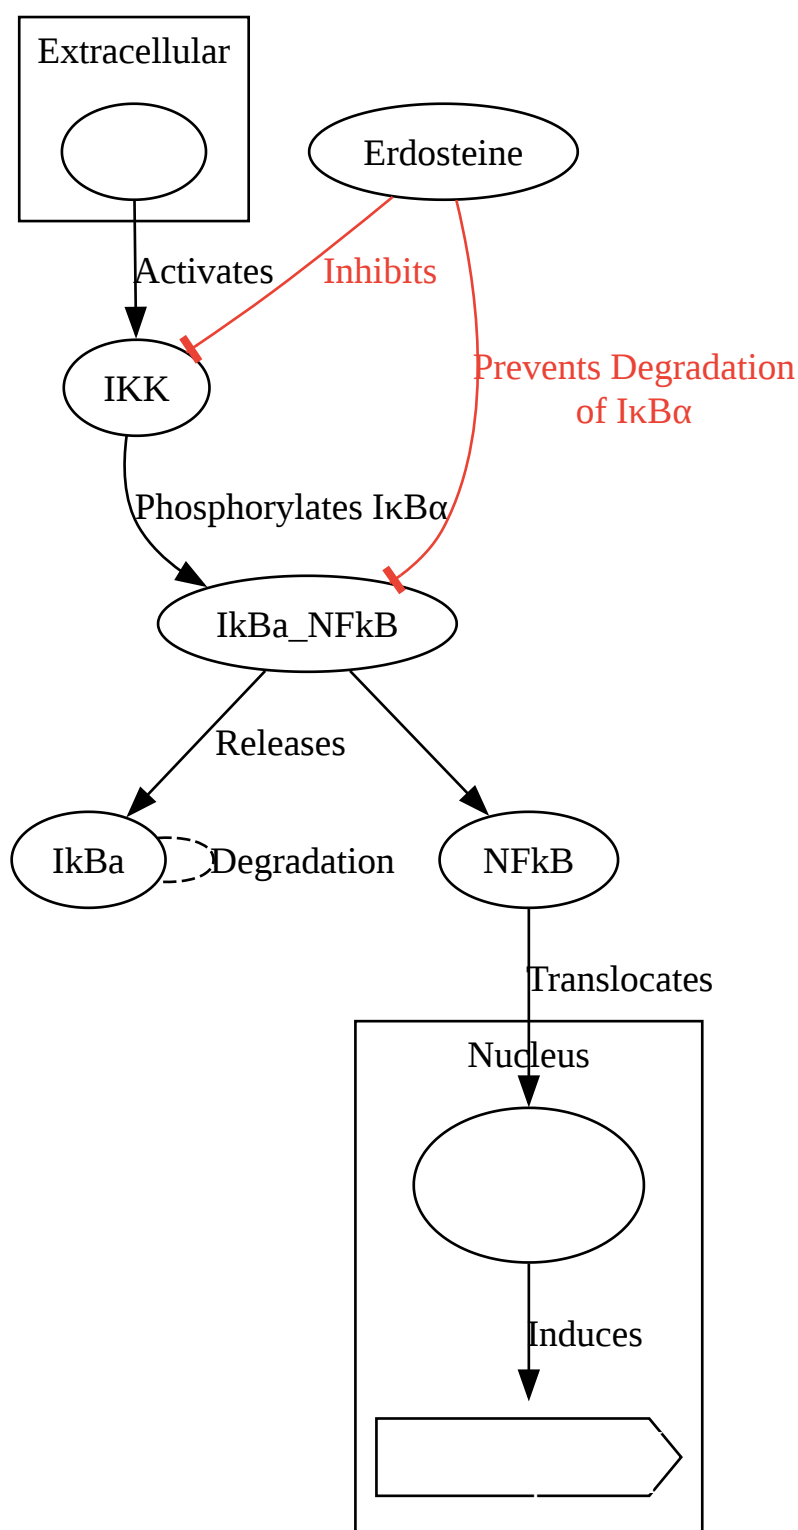 Extracellular
Erdosteine
Activates
Inhibits
Prevents Degradation
of IκBα
IKK
Phosphorylates IκBα
IkBa_NFkB
Releases
IkBa
Degradation
NFkB
Translocates
Nucleus
Induces